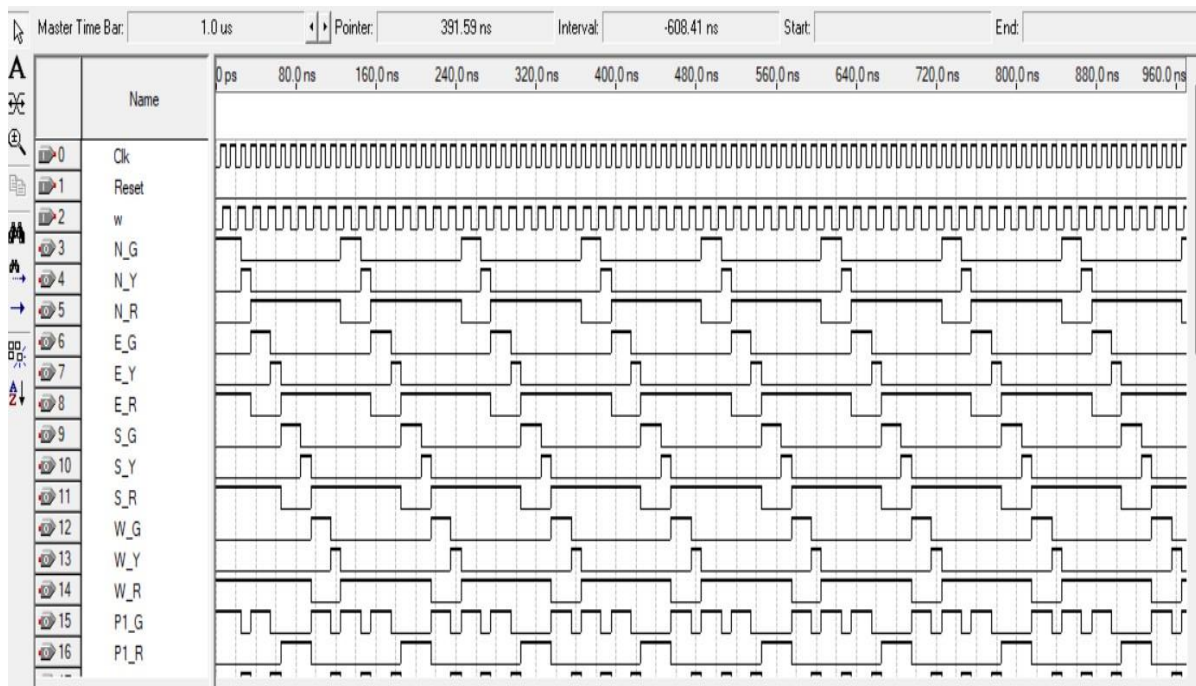 Master Time Bar: 1.0 us Pointer: 391.59 ns Interval: -608.41 ns Start: End:
A
Name
0 ps 80.0 ns 160.0 ns 240.0 ns 320.0 ns 400.0 ns 480.0 ns 560.0 ns 640.0 ns 720.0 ns 800.0 ns 880.0 ns 960.0 ns
0 Clk
1 Reset
2 w
3 N_G
4 N_Y
5 N_R
6 E_G
7 E_Y
8 E_R
9 S_G
10 S_Y
11 S_R
12 W_G
13 W_Y
14 W_R
15 P1_G
16 P1_R